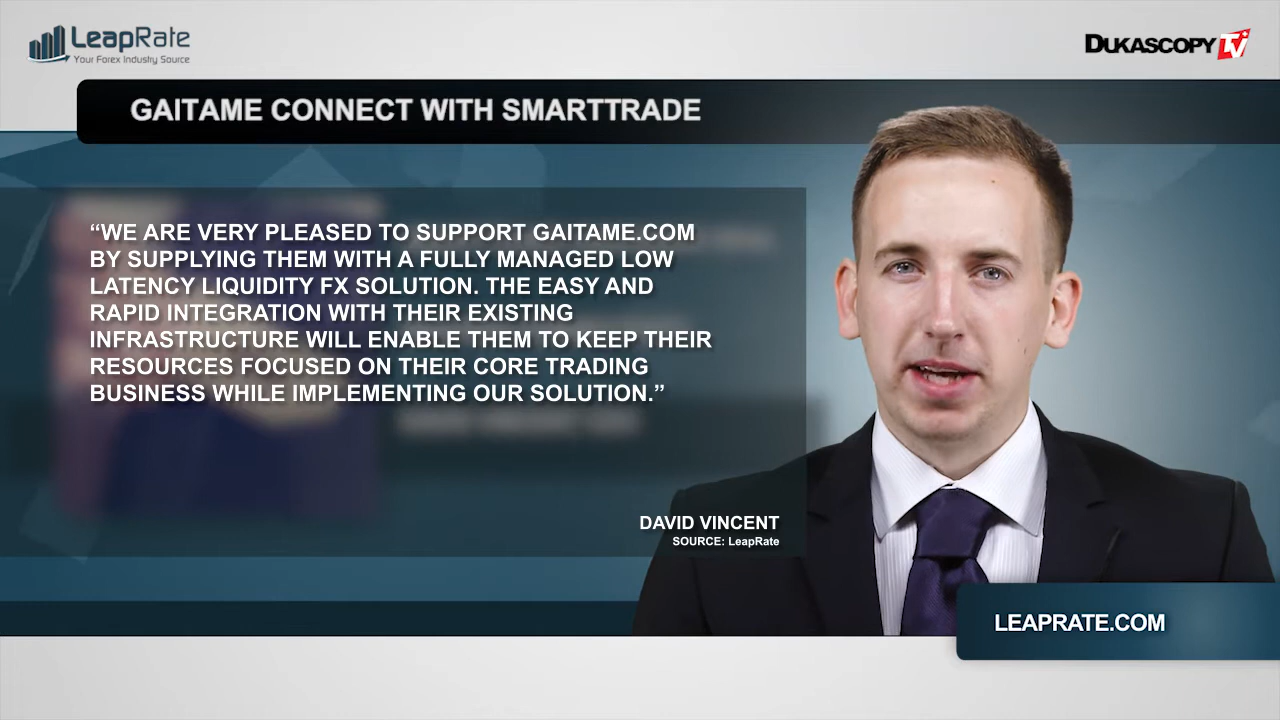 LeapRate
Your Forex Industry Source
DUKASCOPY TV
GAITAME CONNECT WITH SMARTTRADE
“WE ARE VERY PLEASED TO SUPPORT GAITAME.COM
BY SUPPLYING THEM WITH A FULLY MANAGED LOW
LATENCY LIQUIDITY FX SOLUTION. THE EASY AND
RAPID INTEGRATION WITH THEIR EXISTING
INFRASTRUCTURE WILL ENABLE THEM TO KEEP THEIR
RESOURCES FOCUSED ON THEIR CORE TRADING
BUSINESS WHILE IMPLEMENTING OUR SOLUTION.”
DAVID VINCENT
SOURCE: LeapRate
LEAPRATE.COM